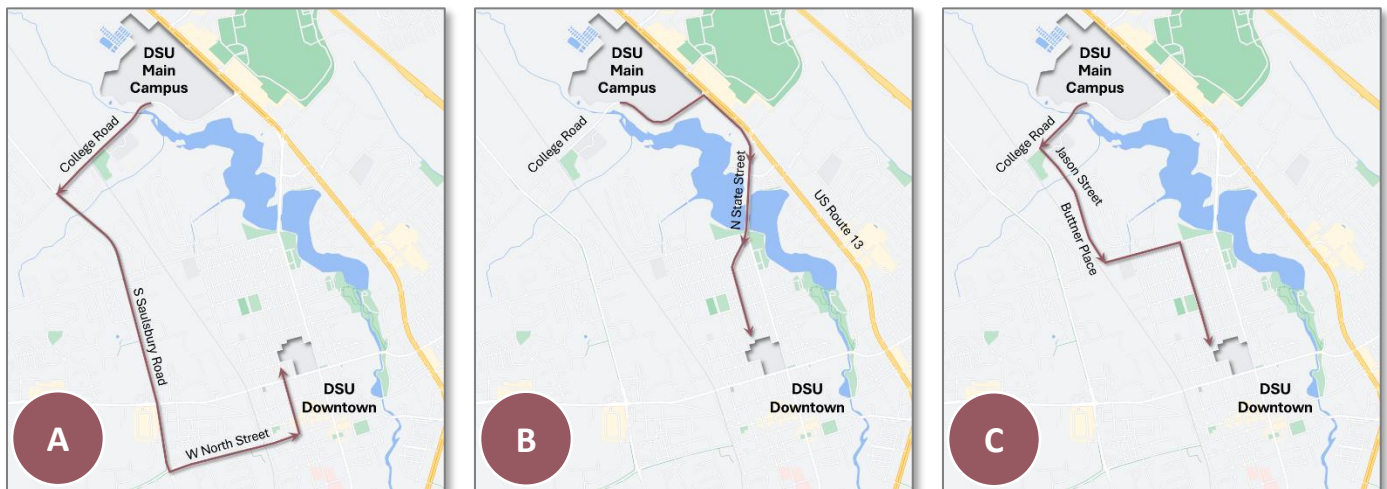 DSU
Main
Campus
College Road
S Saulsbury Road
W North Street
DSU
Downtown
A
DSU
Main
Campus
College Road
N State Street
US Route 13
DSU
Downtown
B
DSU
Main
Campus
College Road
Jason Street
Buttner Place
DSU
Downtown
C